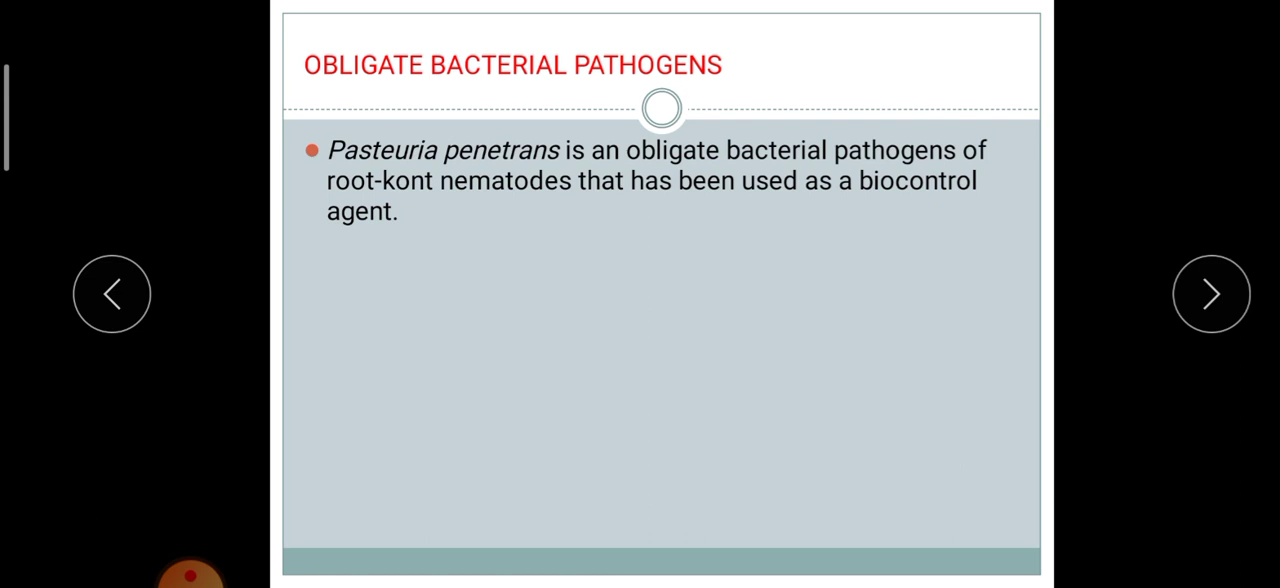 OBLIGATE BACTERIAL PATHOGENS
Pasteuria penetrans is an obligate bacterial pathogens of
root-kont nematodes that has been used as a biocontrol
agent.